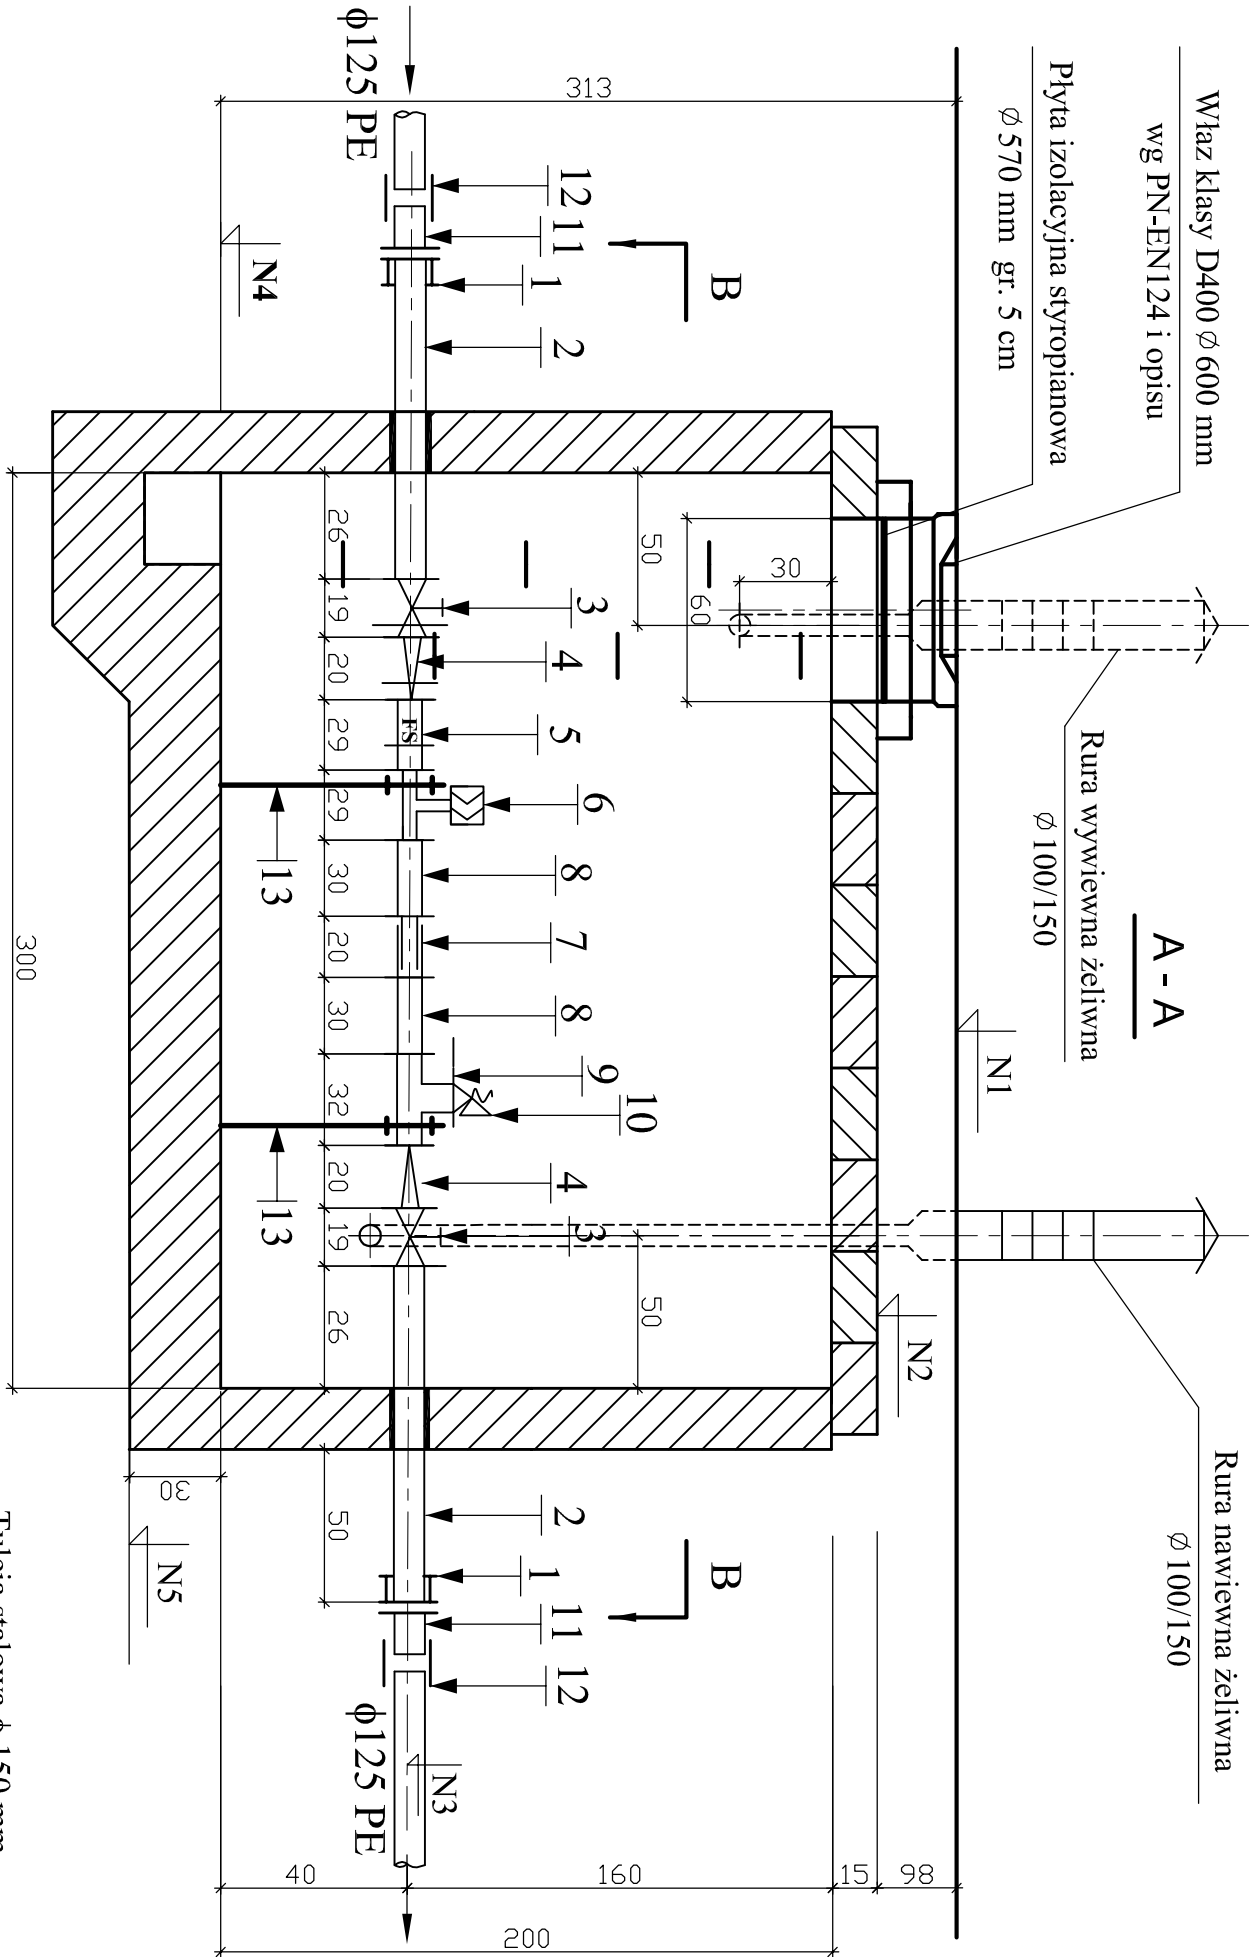 A - A
Właz klasy D400 Ø 600 mm
wg PN-EN124 i opisu
Płyta izolacyjna styropianowa
Ø 570 mm gr. 5 cm
Rura wywiewna żeliwna
Ø 100/150
Rura nawiewna żeliwna
Ø 100/150
N1
N2
B
B
313
98
15
160
200
40
50
60
30
50
ϕ125 PE
12
11
1
2
3
4
5
6
8
7
8
9
10
4
3
2
1
11
12
ϕ125 PE
N3
FS
N4
26
19
20
29
29
30
20
30
32
20
19
26
50
13
13
30
N5
300
Tuleja stalowa ϕ 150 mm